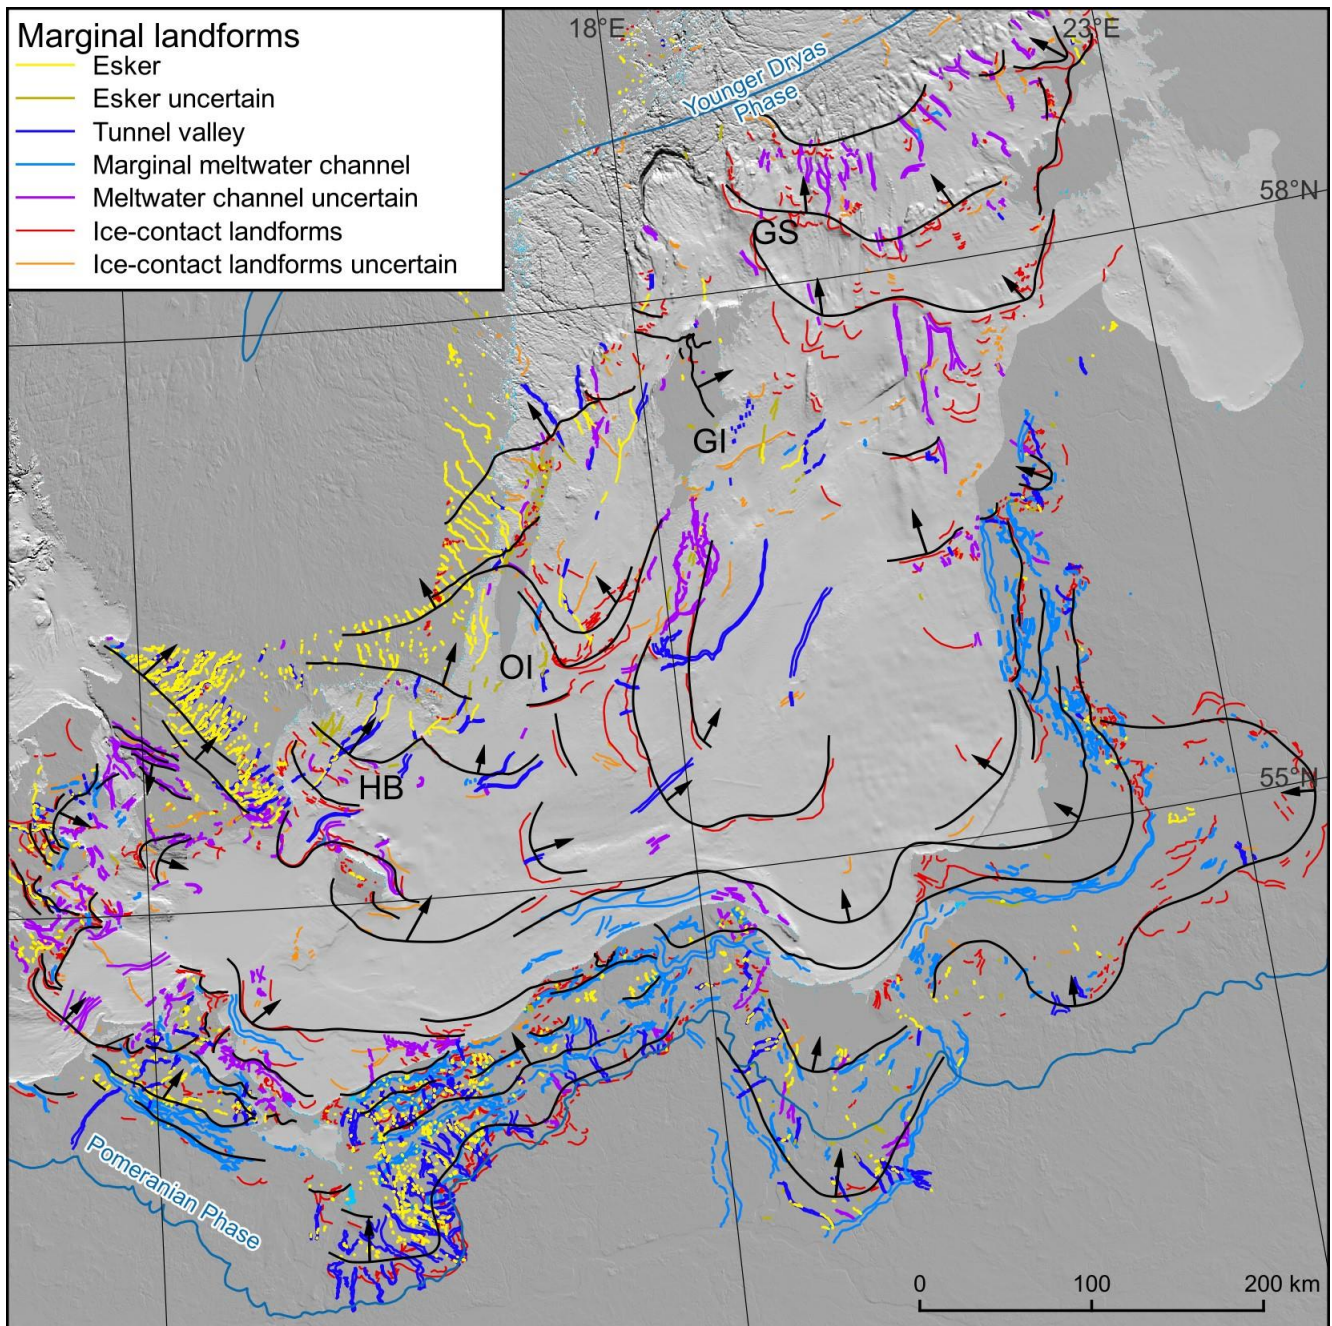 Marginal landforms
Esker
Esker uncertain
Tunnel valley
Marginal meltwater channel
Meltwater channel uncertain
Ice-contact landforms
Ice-contact landforms uncertain
18°E
23°E
Younger Dryas
Phase
58°N
GS
GI
OI
HB
55°N
Pomeranian Phase
0 100 200 km